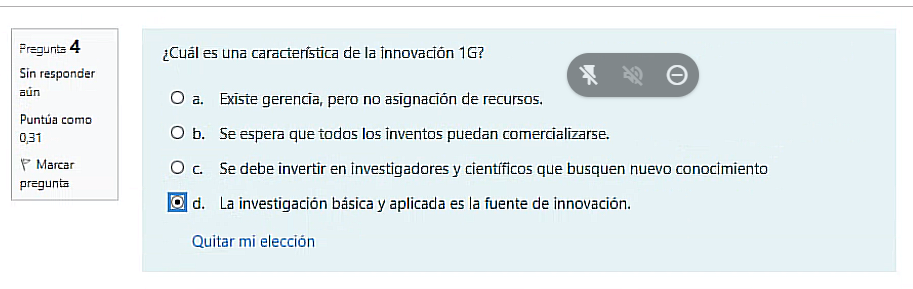 Pregunta 4
Sin responder
aún
Puntúa como
0,31
Marcar
pregunta
¿Cuál es una característica de la innovación 1G?
a. Existe gerencia, pero no asignación de recursos.
b. Se espera que todos los inventos puedan comercializarse.
c. Se debe invertir en investigadores y científicos que busquen nuevo conocimiento
d. La investigación básica y aplicada es la fuente de innovación.
Quitar mi elección